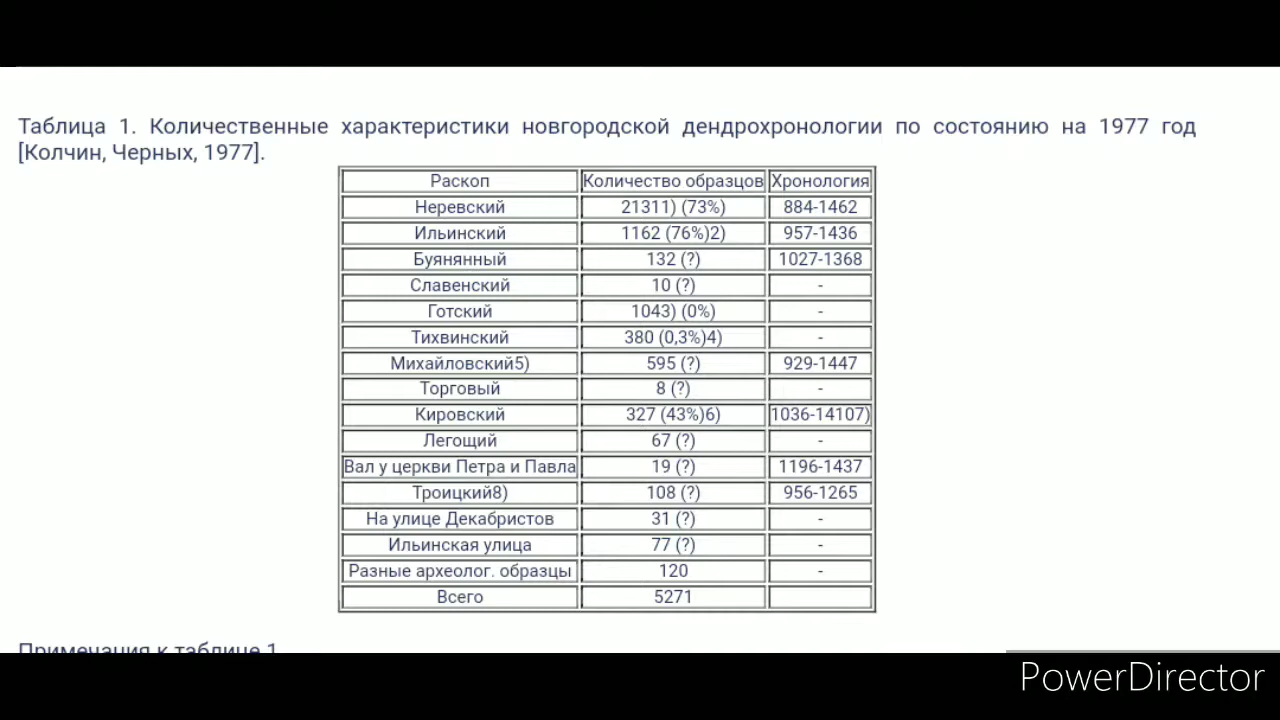 Таблица 1. Количественные характеристики новгородской дендрохронологии по состоянию на 1977 год
[Колчин, Черных, 1977].
Раскоп Количество образцов Хронология
Неревский 21311) (73%) 884-1462
Ильинский 1162 (76%)2) 957-1436
Буянянный 132 (?) 1027-1368
Славенский 10 (?) -
Готский 1043) (0%) -
Тихвинский 380 (0,3%)4) -
Михайловский5) 595 (?) 929-1447
Торговый 8 (?) -
Кировский 327 (43%)6) 1036-14107)
Легощий 67 (?) -
Вал у церкви Петра и Павла 19 (?) 1196-1437
Троицкий8) 108 (?) 956-1265
На улице Декабристов 31 (?) -
Ильинская улица 77 (?) -
Разные археолог. образцы 120 -
Всего 5271
Примечания к таблице 1
PowerDirector